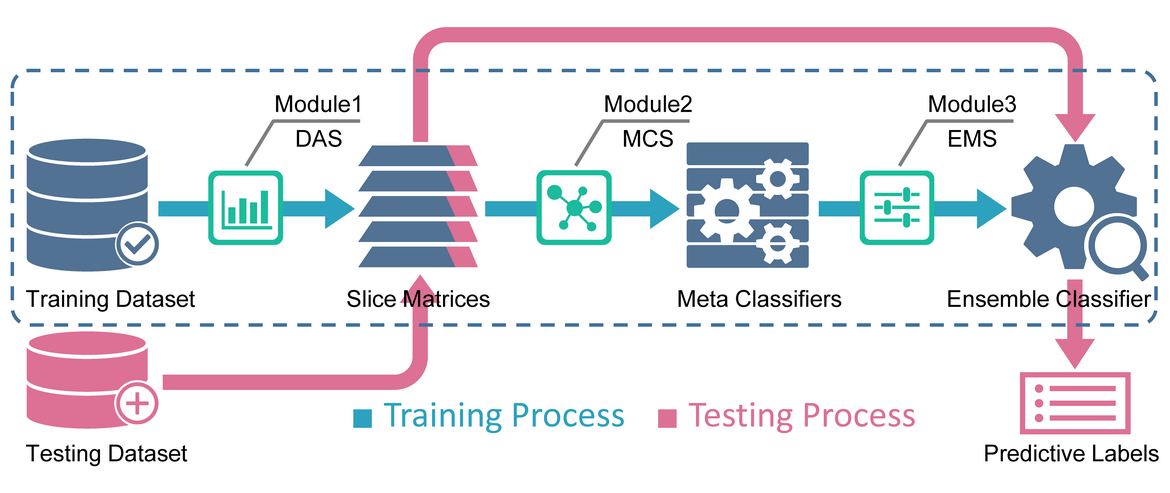 Module1
DAS
Module2
MCS
Module3
EMS
Training Dataset
Slice Matrices
Meta Classifiers
Ensemble Classifier
Training Process
Testing Process
Testing Dataset
Predictive Labels